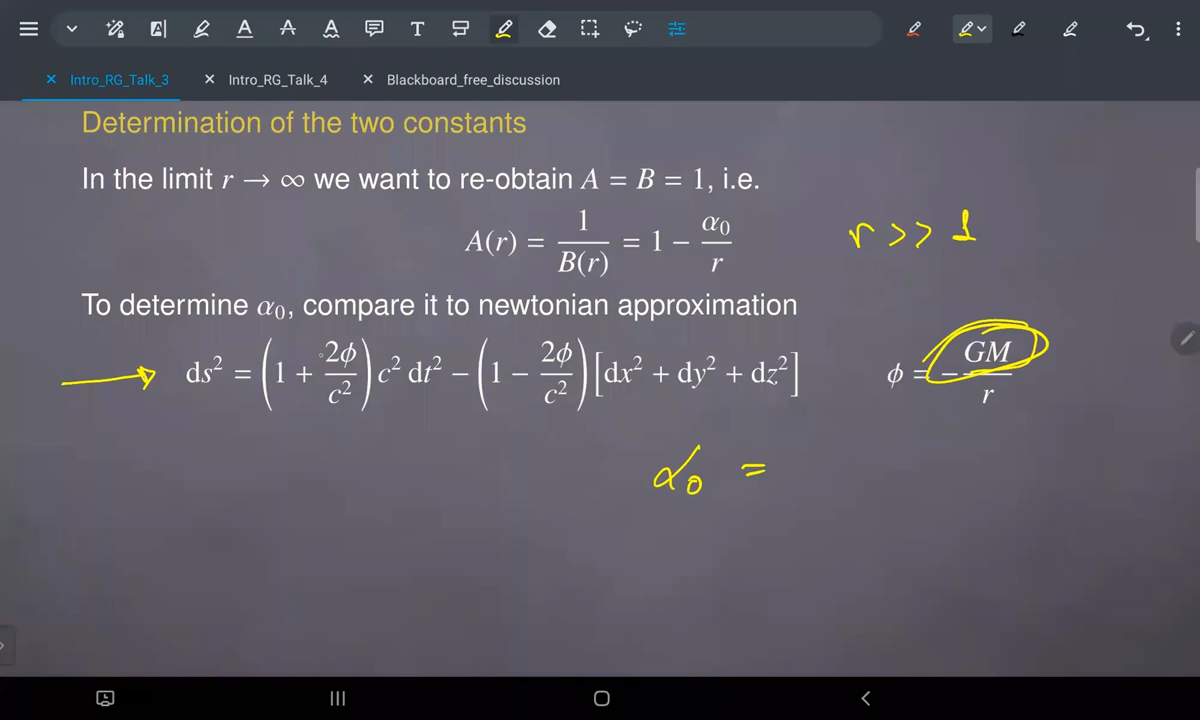 Intro_RG_Talk_3 Intro_RG_Talk_4 Blackboard_free_discussion
Determination of the two constants
In the limit r → ∞ we want to re-obtain A = B = 1, i.e.
A(r) = 1/B(r) = 1 − α₀/r r >> 1
To determine α₀, compare it to newtonian approximation
ds² = (1 + 2ϕ/c²) c² dt² − (1 − 2ϕ/c²) [dx² + dy² + dz²] ϕ = − GM/r
α₀ =